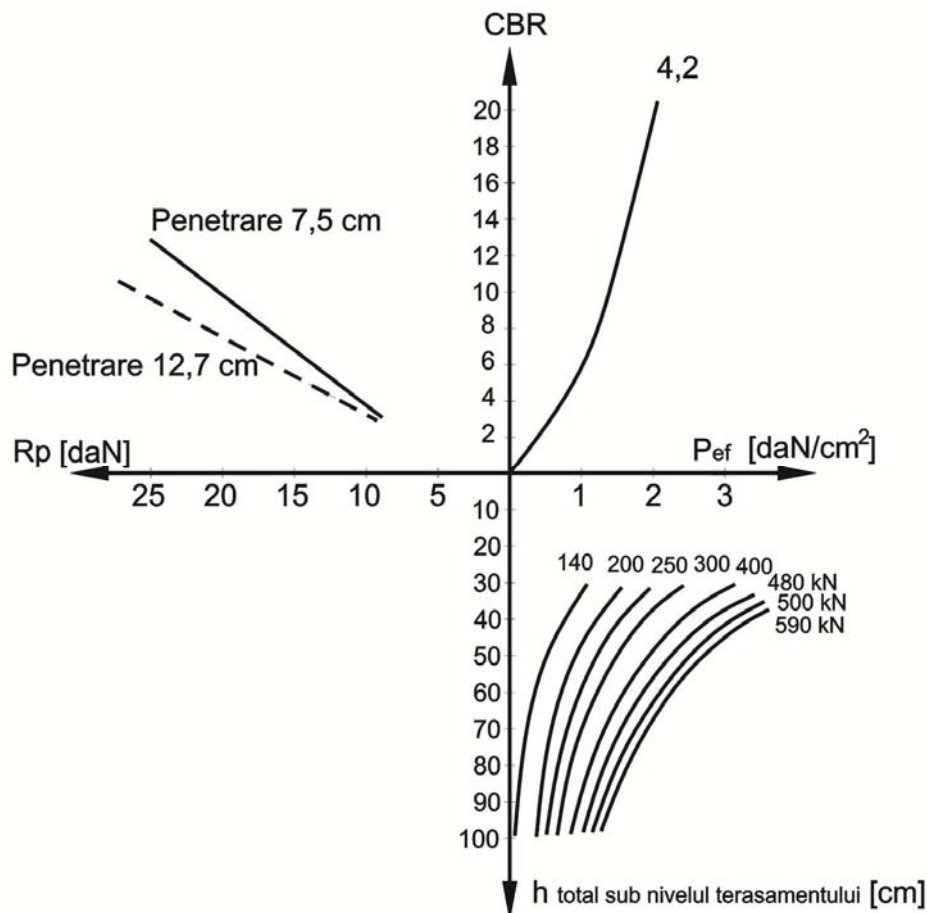 CBR
4,2
20
18
16
14
12
10
8
6
4
2
Penetrare 7,5 cm
Penetrare 12,7 cm
Rp [daN]
Pef [daN/cm²]
25 20 15 10 5 1 2 3
10
20
30
40
50
60
70
80
90
100
140 200 250 300 400
480 kN
500 kN
590 kN
h total sub nivelul terasamentului [cm]